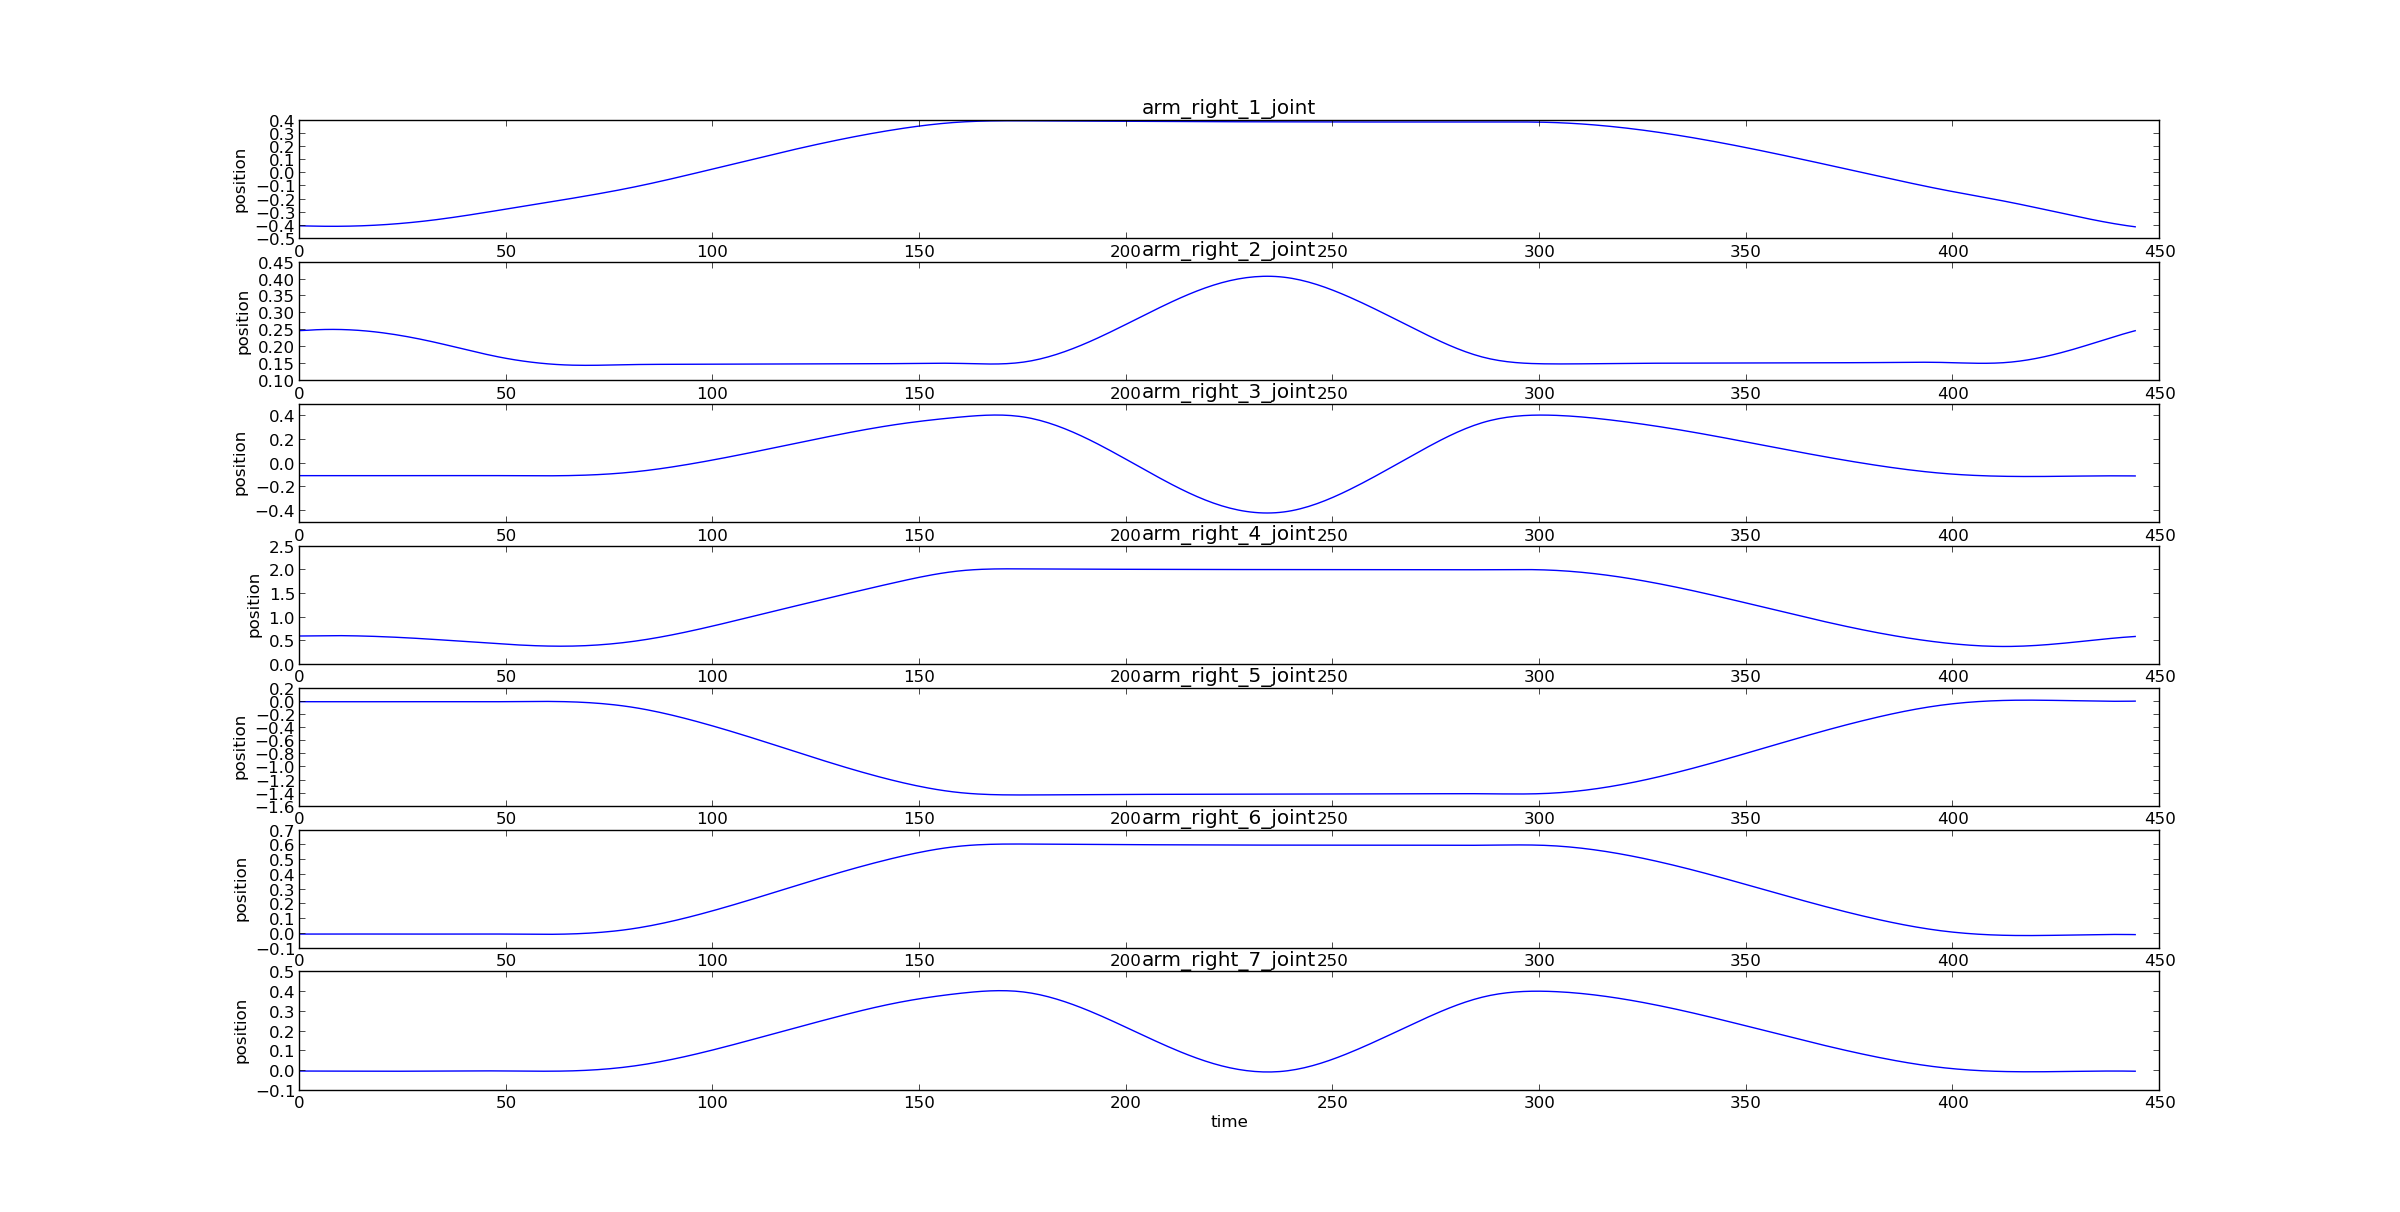 arm_right_1_joint
position
0.4
0.3
0.2
0.1
0.0
−0.1
−0.2
−0.3
−0.4
−0.5
0 50 100 150 200 250 300 350 400 450
arm_right_2_joint
position
0.45
0.40
0.35
0.30
0.25
0.20
0.15
0.10
0 50 100 150 200 250 300 350 400 450
arm_right_3_joint
position
0.4
0.2
0.0
−0.2
−0.4
0 50 100 150 200 250 300 350 400 450
arm_right_4_joint
position
2.5
2.0
1.5
1.0
0.5
0.0
0 50 100 150 200 250 300 350 400 450
arm_right_5_joint
position
0.2
0.0
−0.2
−0.4
−0.6
−0.8
−1.0
−1.2
−1.4
−1.6
0 50 100 150 200 250 300 350 400 450
arm_right_6_joint
position
0.7
0.6
0.5
0.4
0.3
0.2
0.1
0.0
−0.1
0 50 100 150 200 250 300 350 400 450
arm_right_7_joint
position
0.5
0.4
0.3
0.2
0.1
0.0
−0.1
0 50 100 150 200 250 300 350 400 450
time